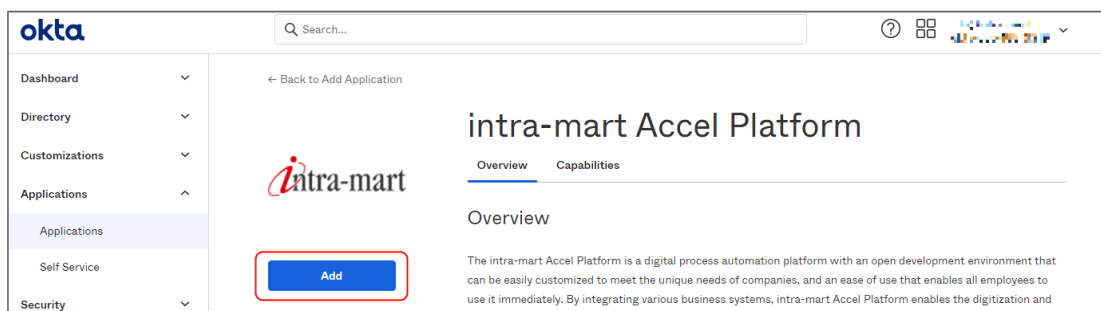 okta
Search...
Dashboard
Directory
Customizations
Applications
Applications
Self Service
Security
← Back to Add Application
intra-mart
Add
intra-mart Accel Platform
Overview Capabilities
Overview
The intra-mart Accel Platform is a digital process automation platform with an open development environment that
can be easily customized to meet the unique needs of companies, and an ease of use that enables all employees to
use it immediately. By integrating various business systems, intra-mart Accel Platform enables the digitization and